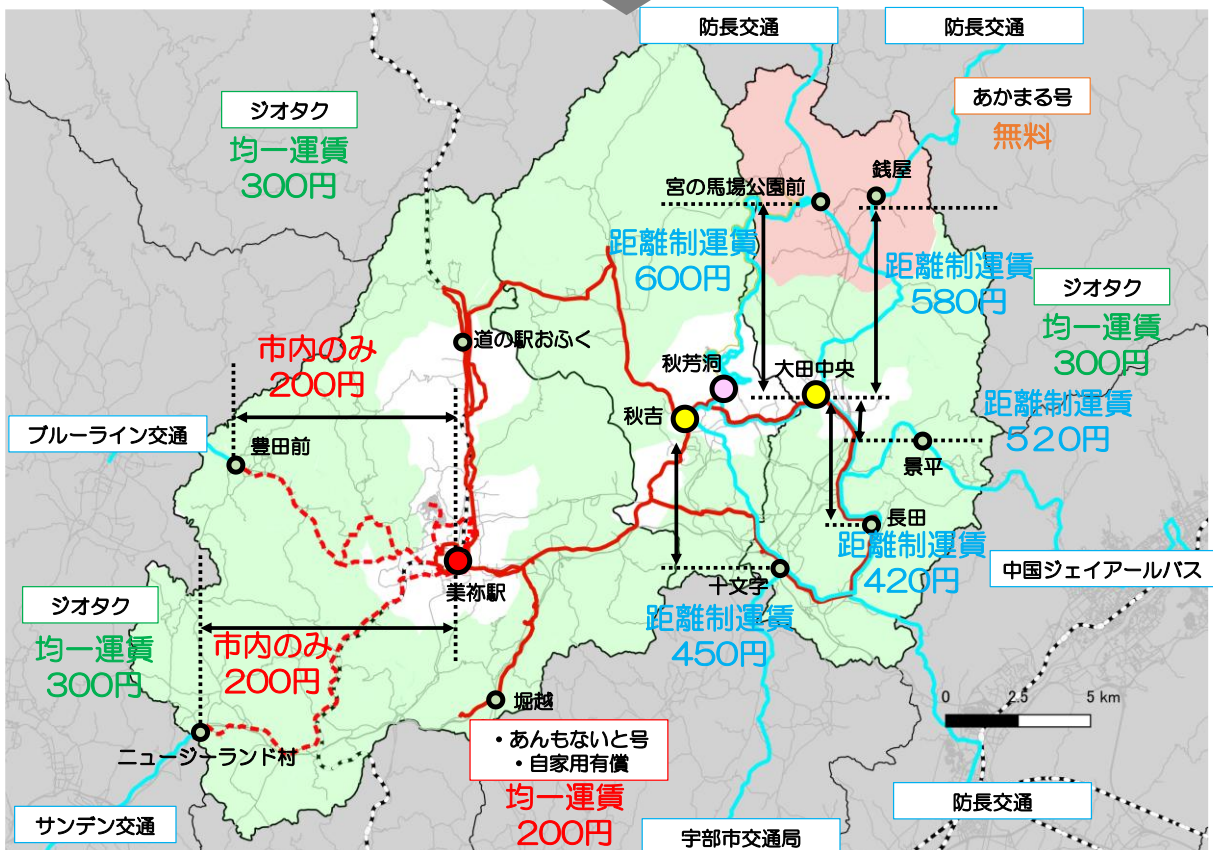 防長交通
防長交通
ジオタク
均一運賃
300円
あかまる号
無料
銭屋
宮の馬場公園前
距離制運賃
600円
距離制運賃
580円
ジオタク
均一運賃
300円
道の駅おふく
市内のみ
200円
秋芳洞
大田中央
秋吉
距離制運賃
520円
ブルーライン交通
豊田前
景平
長田
距離制運賃
420円
中国ジェイアールバス
美祢駅
十文字
ジオタク
均一運賃
300円
市内のみ
200円
距離制運賃
450円
堀越
0 2.5 5 km
ニュージーランド村
・あんもないと号
・自家用有償
均一運賃
200円
防長交通
サンデン交通
宇部市交通局